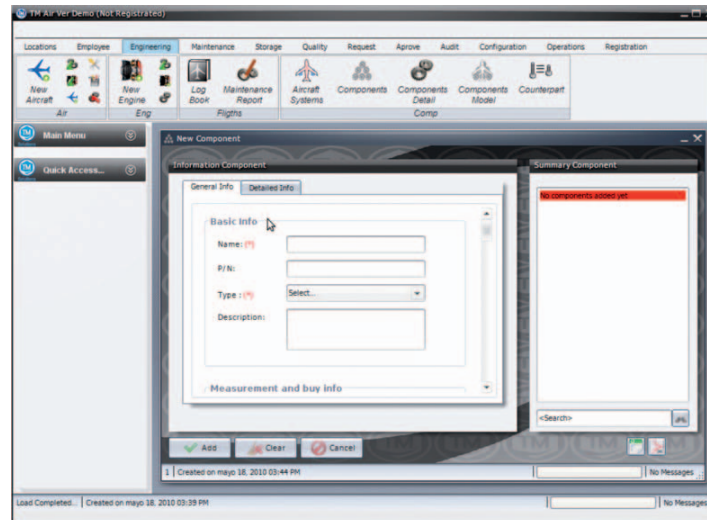 TM Air Ver Demo (Not Registrated)
Locations Employee Engineering Maintenance Storage Quality Request Aprove Audit Configuration Operations Registration
New Aircraft
New Engine
Log Book
Maintenance Report
Aircraft Systems
Components
Components Detail
Components Model
Counterpart
Air
Eng
Fligths
Comp
Main Menu
Quick Access...
New Component
Information Component
Summary Component
General Info
Detailed Info
No components added yet
Basic Info
Name: (*)
P/N:
Type : (*)
Select...
Description:
Measurement and buy info
<Search>
Add
Clear
Cancel
1 Created on mayo 18, 2010 03:44 PM
No Messages
Load Completed... Created on mayo 18, 2010 03:39 PM
No Messages